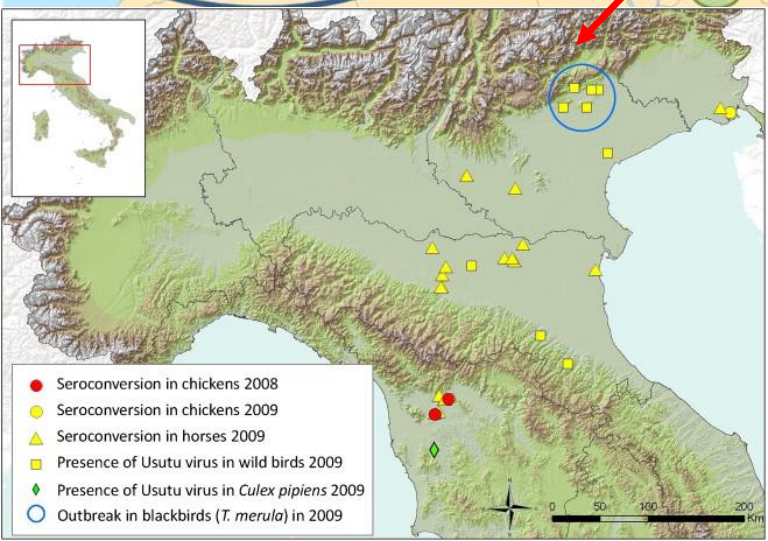 Seroconversion in chickens 2008
Seroconversion in chickens 2009
Seroconversion in horses 2009
Presence of Usutu virus in wild birds 2009
Presence of Usutu virus in Culex pipiens 2009
Outbreak in blackbirds (T. merula) in 2009
0 50 100 200
Km